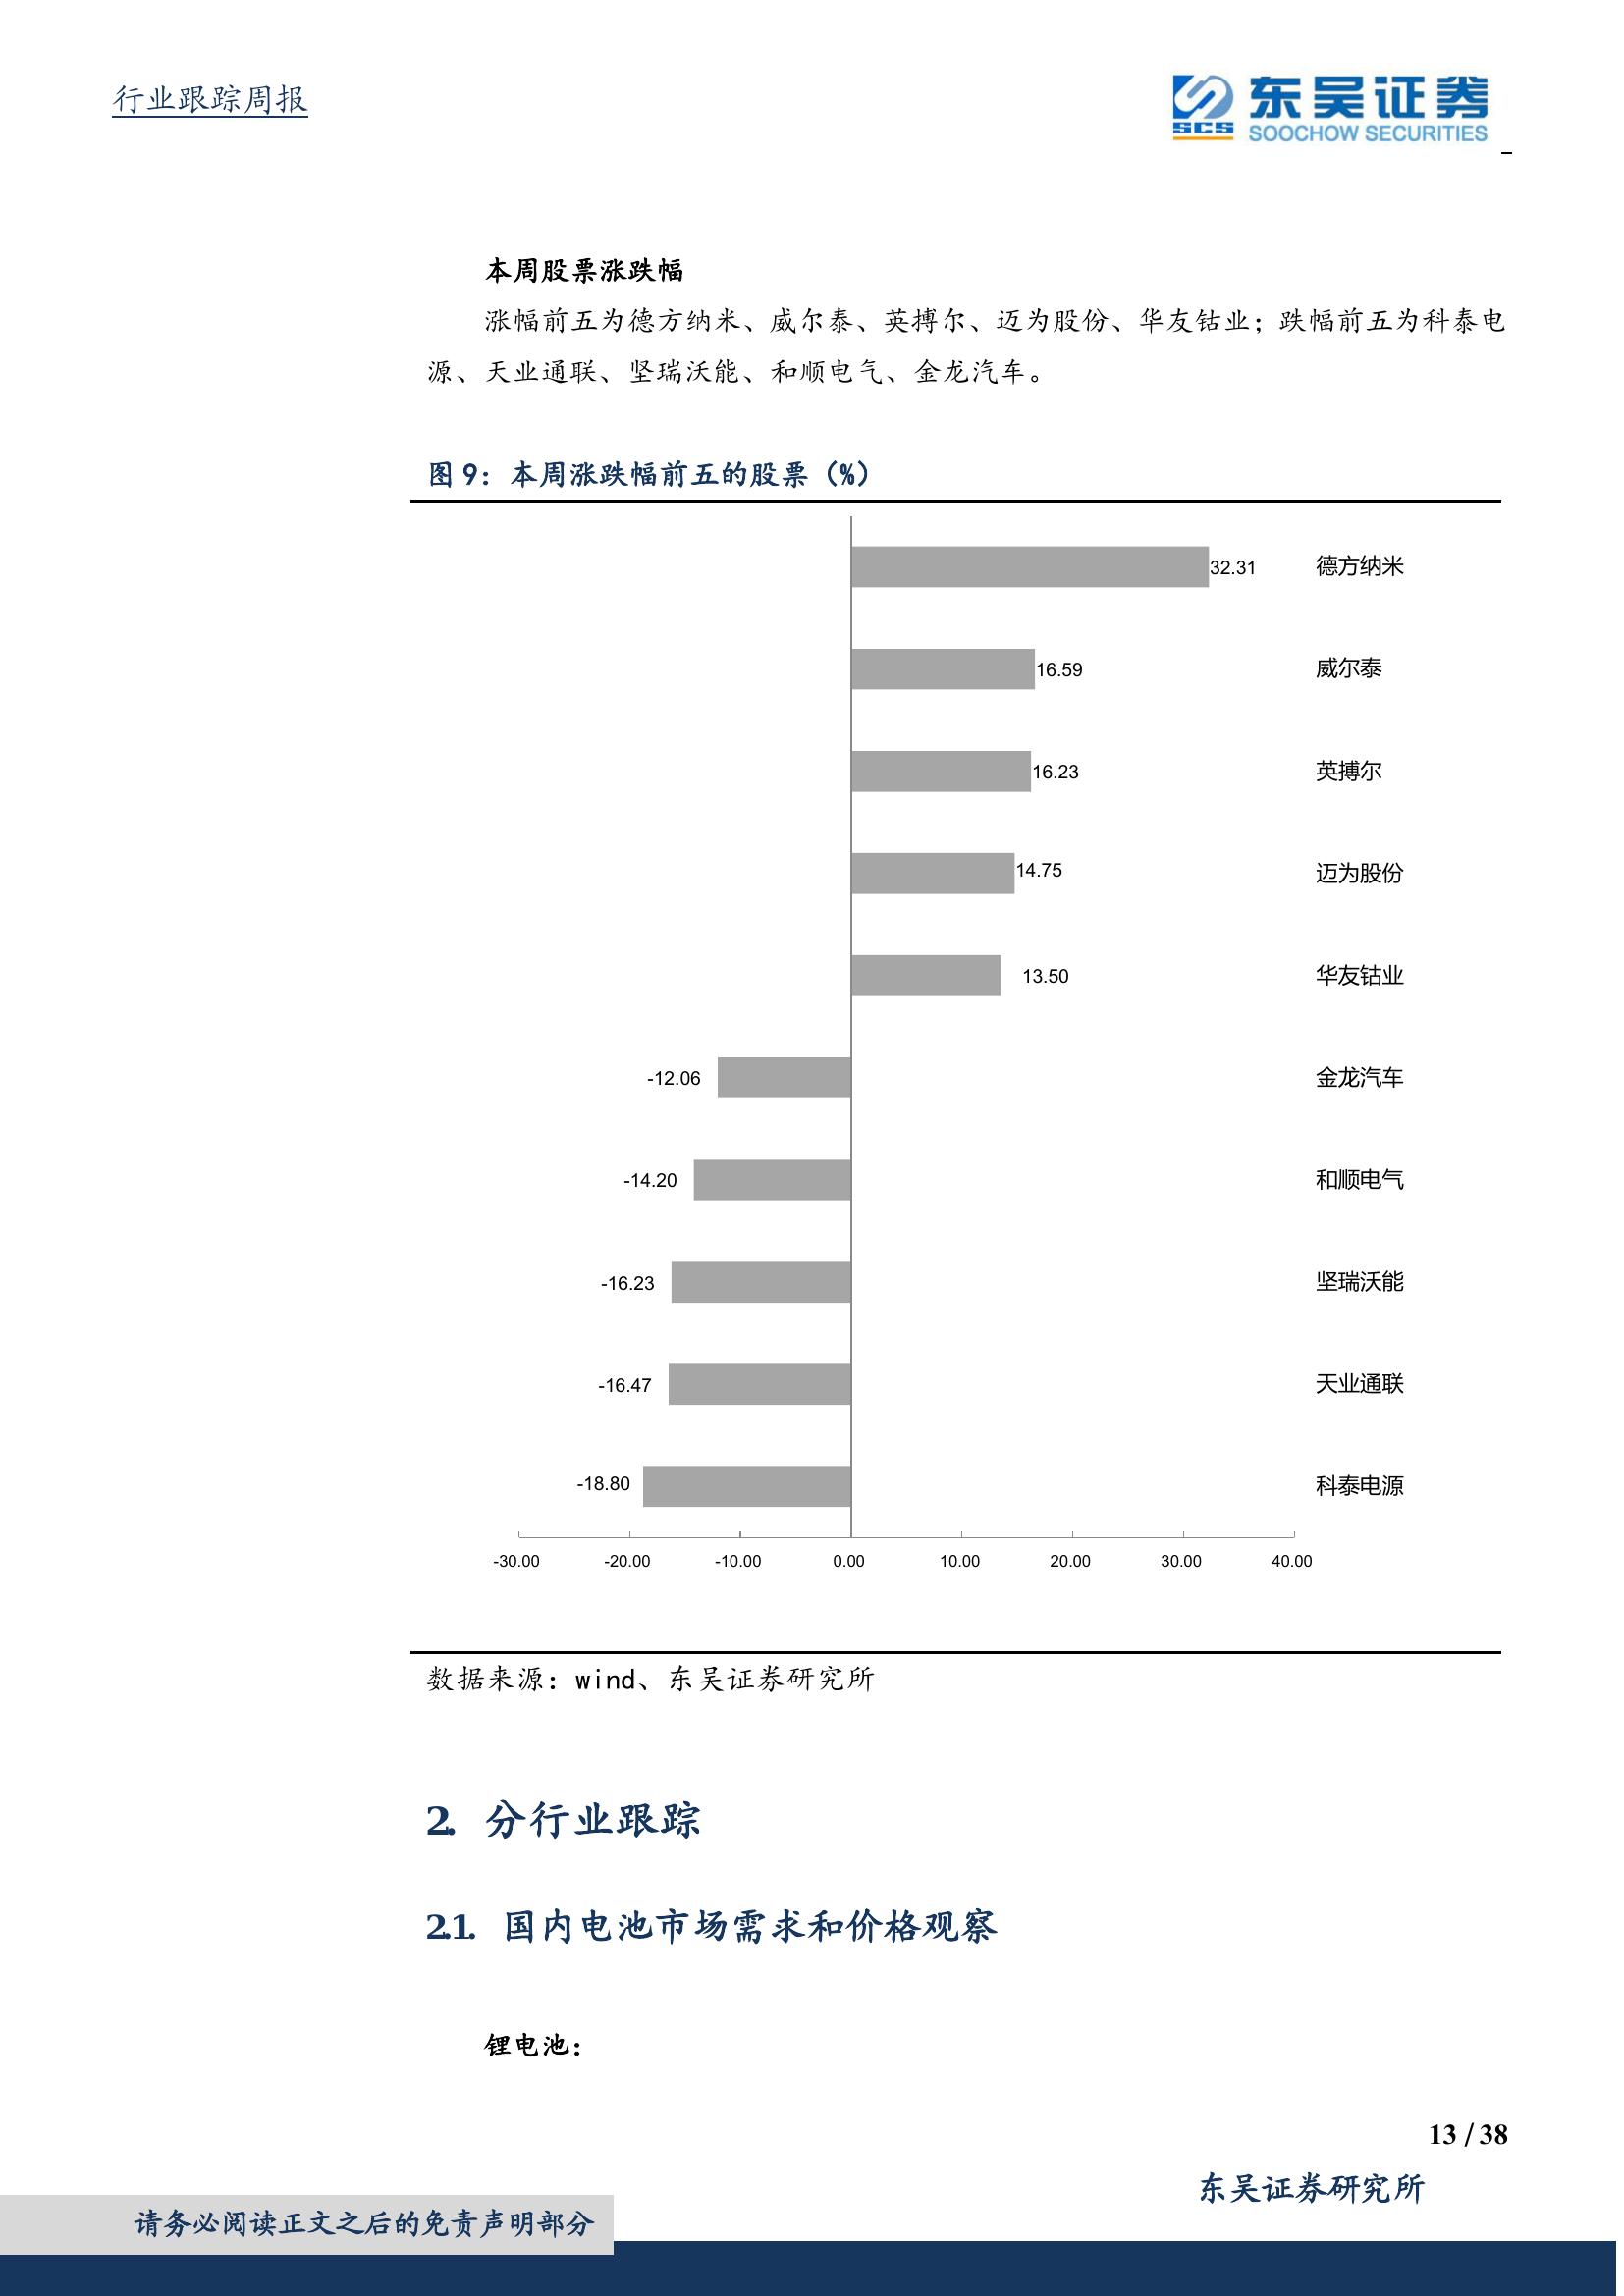 行业跟踪周报
东吴证券
SCS
SOOCHOW SECURITIES
本周股票涨跌幅
涨幅前五为德方纳米、威尔泰、英搏尔、迈为股份、华友钴业；跌幅前五为科泰电
源、天业通联、坚瑞沃能、和顺电气、金龙汽车。
图 9：本周涨跌幅前五的股票（%）
32.31 德方纳米
16.59 威尔泰
16.23 英搏尔
14.75 迈为股份
13.50 华友钴业
-12.06 金龙汽车
-14.20 和顺电气
-16.23 坚瑞沃能
-16.47 天业通联
-18.80 科泰电源
-30.00 -20.00 -10.00 0.00 10.00 20.00 30.00 40.00
数据来源：wind、东吴证券研究所
2. 分行业跟踪
2.1. 国内电池市场需求和价格观察
锂电池：
13 / 38
东吴证券研究所
请务必阅读正文之后的免责声明部分